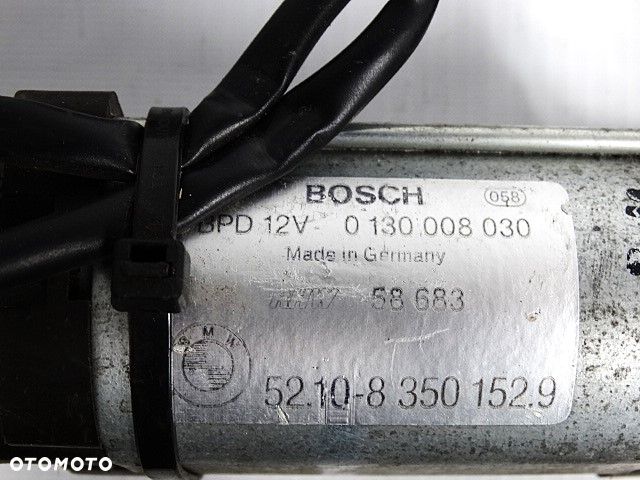 BOSCH 058
BPD 12V- 0 130 008 030
Made in Germany
58 683
BMW
52.10-8 350 152.9
OTOMOTO